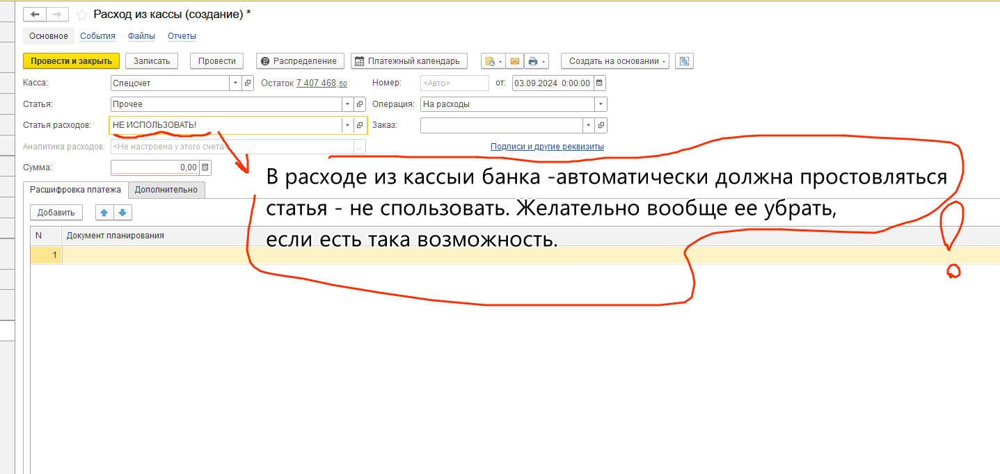 Расход из кассы (создание) *
Основное События Файлы Отчеты
Провести и закрыть Записать Провести Распределение Платежный календарь Создать на основании
Касса: Спецсчет Остаток 7 407 468,50 Номер: <Авто> от: 03.09.2024 0:00:00
Статья: Прочее Операция: На расходы
Статья расходов: НЕ ИСПОЛЬЗОВАТЬ! Заказ:
Аналитика расходов: <Не настроена у этого счета> ... Подписи и другие реквизиты
Сумма: 0,00
В расходе из кассыи банка -автоматически должна простовляться
статья - не спользовать. Желательно вообще ее убрать,
если есть така возможность.
Расшифровка платежа Дополнительно
Добавить
N Документ планирования
1